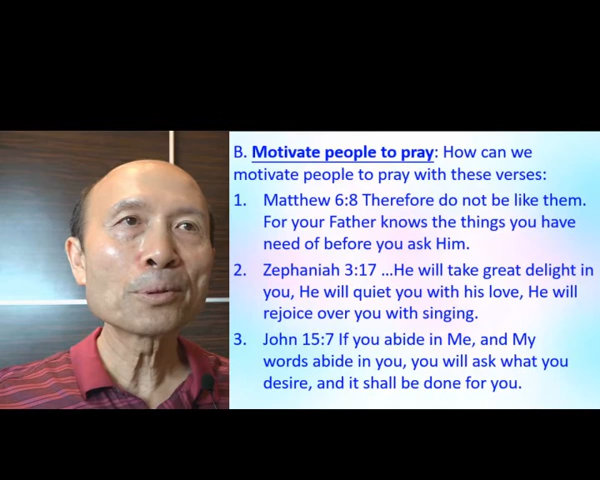 B. Motivate people to pray: How can we
motivate people to pray with these verses:
1. Matthew 6:8 Therefore do not be like them.
For your Father knows the things you have
need of before you ask Him.
2. Zephaniah 3:17 ...He will take great delight in
you, He will quiet you with his love, He will
rejoice over you with singing.
3. John 15:7 If you abide in Me, and My
words abide in you, you will ask what you
desire, and it shall be done for you.